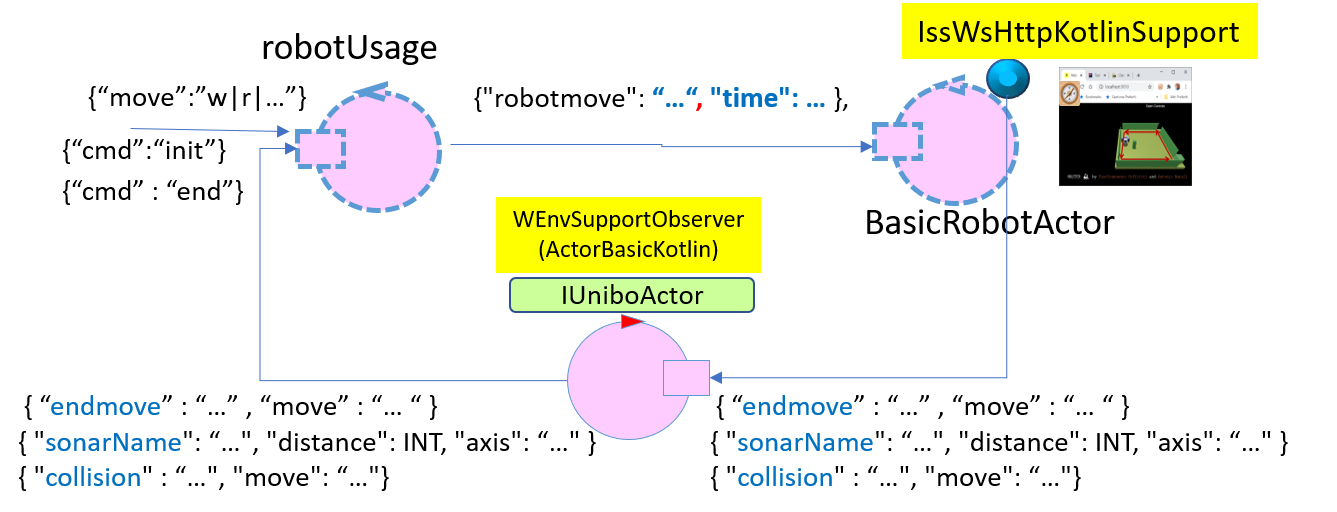 IssWsHttpKotlinSupport
robotUsage
{“move”:”w|r|…”}
{"robotmove": “…“, "time": … },
{“cmd”:“init”}
{“cmd” : “end”}
BasicRobotActor
WEnvSupportObserver
(ActorBasicKotlin)
IUniboActor
{ “endmove” : “…” , “move” : “… “ }
{ "sonarName": “…", "distance": INT, "axis": “…" }
{ "collision" : “…", "move": “…"}
{ “endmove” : “…” , “move” : “… “ }
{ "sonarName": “…", "distance": INT, "axis": “…" }
{ "collision" : “…", "move": “…"}